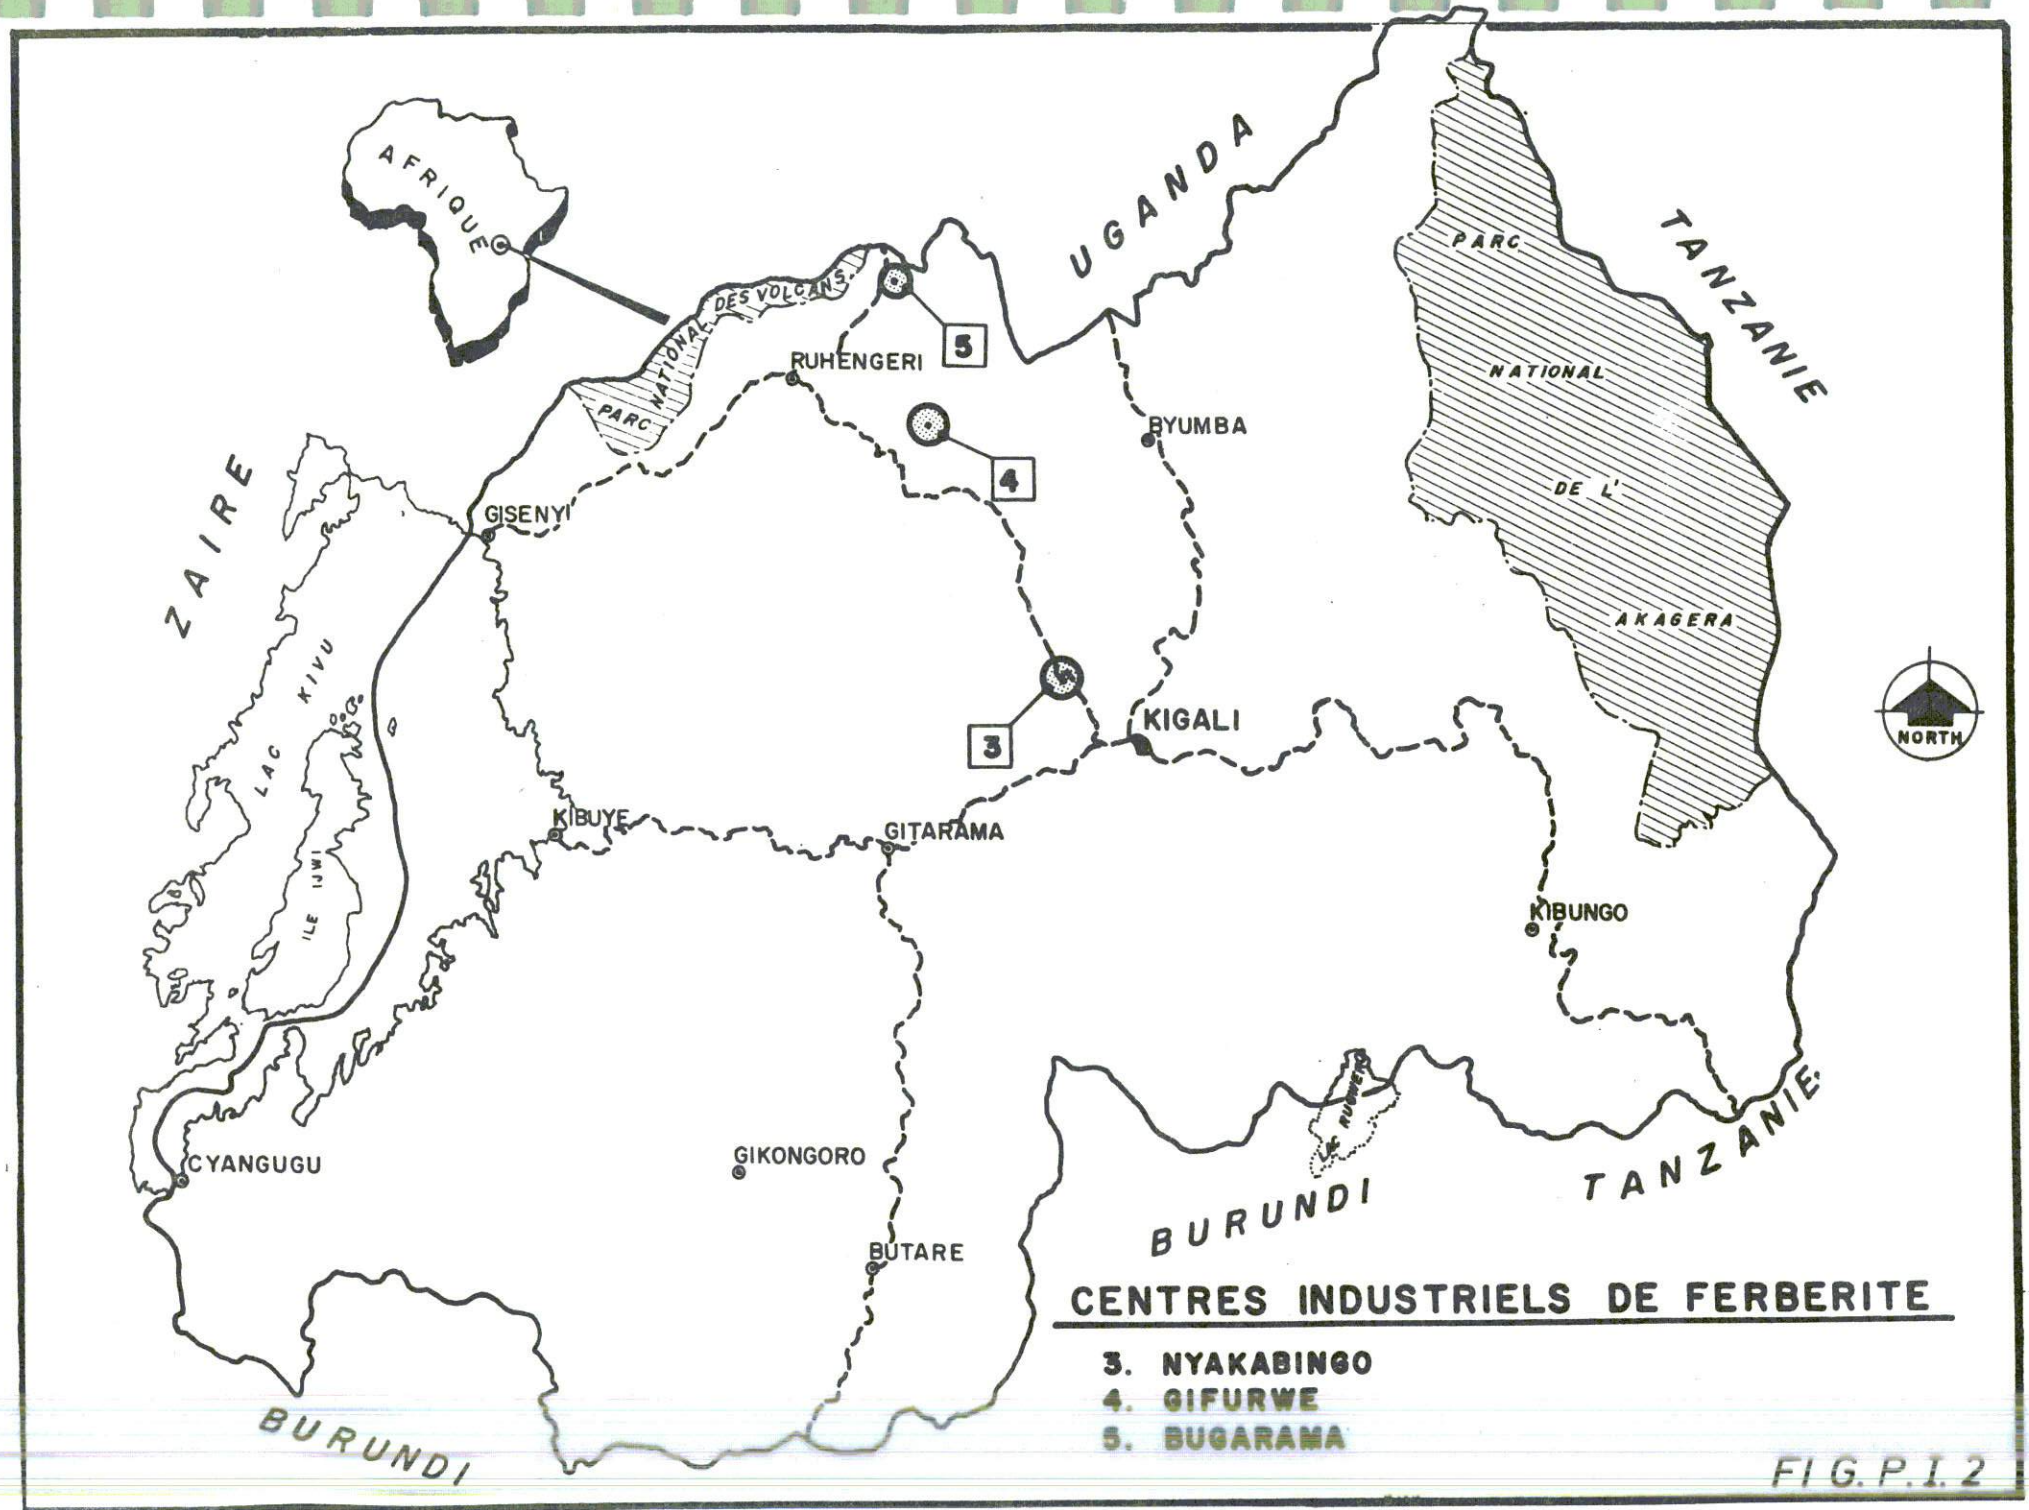 AFRIQUE
UGANDA
TANZANIE
ZAIRE
PARC NATIONAL DES VOLCANS
PARC
NATIONAL
DE L'
AKAGERA
5
RUHENGERI
4
BYUMBA
GISENYI
LAC KIVU
ILE IJWI
3
KIGALI
NORTH
KIBUYE
GITARAMA
KIBUNGO
LK RUGWERO
CYANGUGU
GIKONGORO
BUTARE
BURUNDI
TANZANIE
CENTRES INDUSTRIELS DE FERBERITE
3. NYAKABINGO
4. GIFURWE
5. BUGARAMA
BURUNDI
FIG. P. I. 2